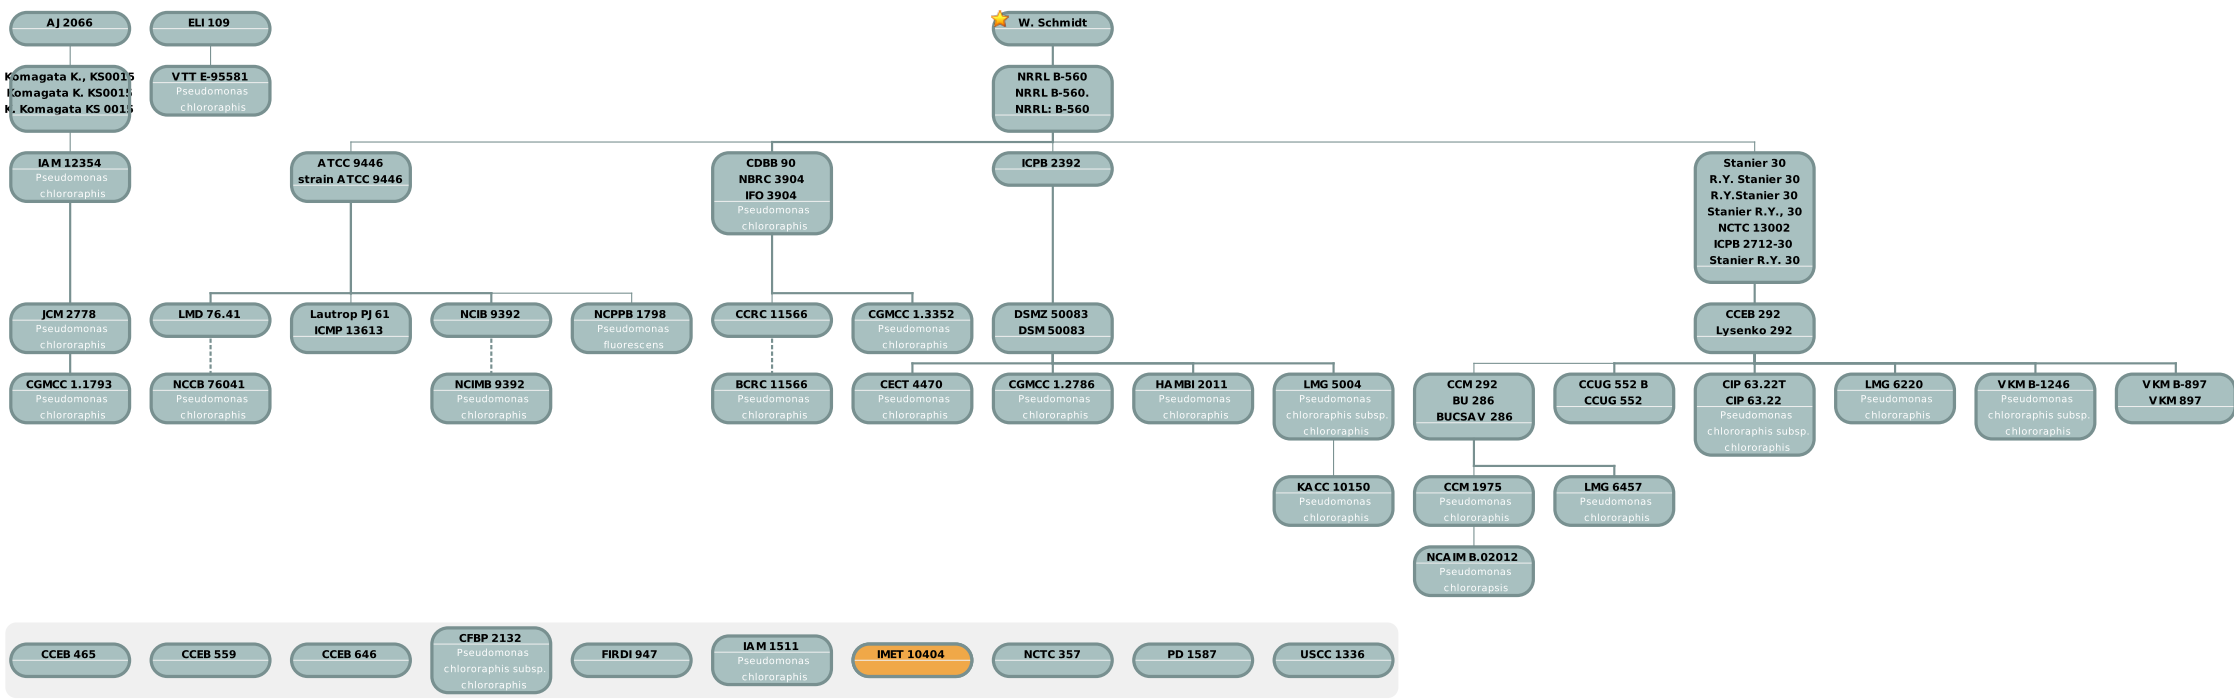 AJ 2066
ELI 109
W. Schmidt
Komagata K., KS0015
Komagata K. KS0015
K. Komagata KS 0015
VTT E-95581
Pseudomonas
chlororaphis
NRRL B-560
NRRL B-560.
NRRL: B-560
IAM 12354
Pseudomonas
chlororaphis
ATCC 9446
strain ATCC 9446
CDBB 90
NBRC 3904
IFO 3904
Pseudomonas
chlororaphis
ICPB 2392
Stanier 30
R.Y. Stanier 30
R.Y.Stanier 30
Stanier R.Y., 30
NCTC 13002
ICPB 2712-30
Stanier R.Y. 30
JCM 2778
Pseudomonas
chlororaphis
LMD 76.41
Lautrop PJ 61
ICMP 13613
NCIB 9392
NCPPB 1798
Pseudomonas
fluorescens
CCRC 11566
CGMCC 1.3352
Pseudomonas
chlororaphis
DSMZ 50083
DSM 50083
CCEB 292
Lysenko 292
CGMCC 1.1793
Pseudomonas
chlororaphis
NCCB 76041
Pseudomonas
chlororaphis
NCIMB 9392
Pseudomonas
chlororaphis
BCRC 11566
Pseudomonas
chlororaphis
CECT 4470
Pseudomonas
chlororaphis
CGMCC 1.2786
Pseudomonas
chlororaphis
HAMBI 2011
Pseudomonas
chlororaphis
LMG 5004
Pseudomonas
chlororaphis subsp.
chlororaphis
CCM 292
BU 286
BUCSAV 286
CCUG 552 B
CCUG 552
CIP 63.22T
CIP 63.22
Pseudomonas
chlororaphis subsp.
chlororaphis
LMG 6220
Pseudomonas
chlororaphis
VKM B-1246
Pseudomonas
chlororaphis subsp.
chlororaphis
VKM B-897
VKM 897
KACC 10150
Pseudomonas
chlororaphis
CCM 1975
Pseudomonas
chlororaphis
LMG 6457
Pseudomonas
chlororaphis
NCAIM B.02012
Pseudomonas
chlororapsis
CCEB 465
CCEB 559
CCEB 646
CFBP 2132
Pseudomonas
chlororaphis subsp.
chlororaphis
FIRDI 947
IAM 1511
Pseudomonas
chlororaphis
IMET 10404
NCTC 357
PD 1587
USCC 1336